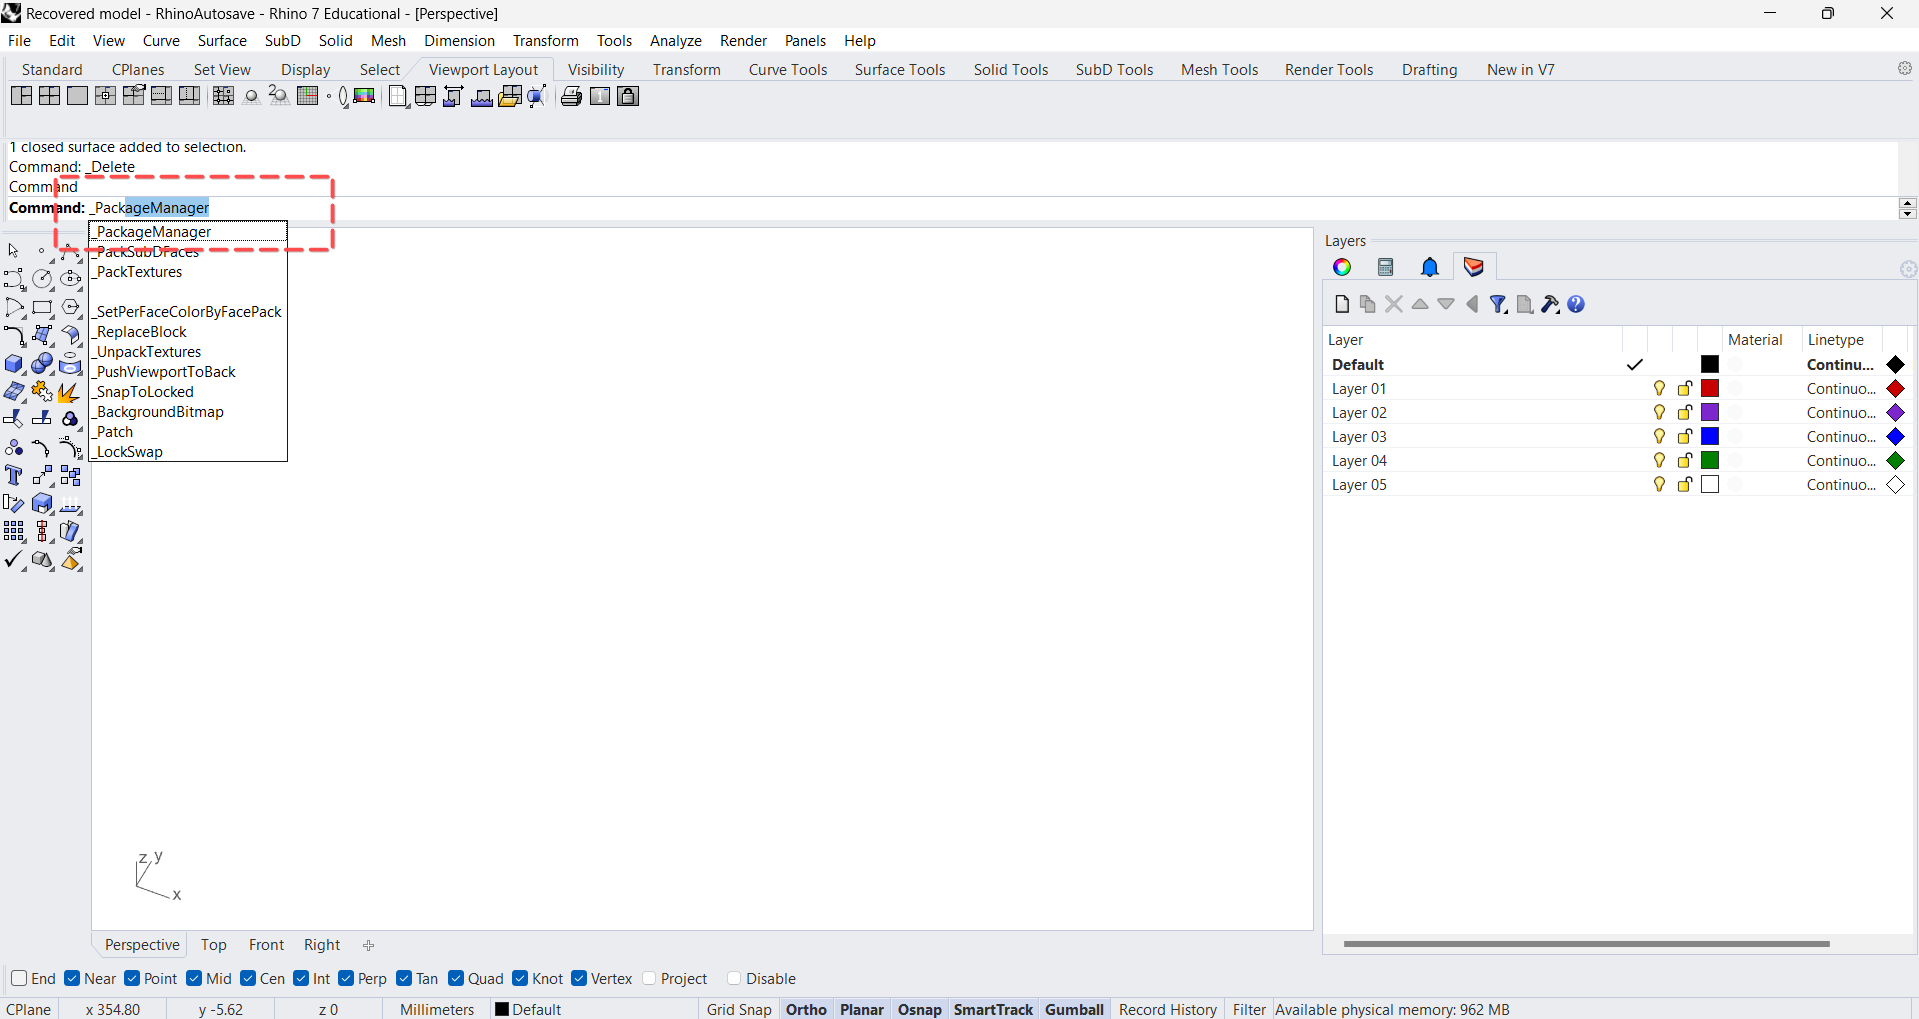 Recovered model - RhinoAutosave - Rhino 7 Educational - [Perspective]
File Edit View Curve Surface SubD Solid Mesh Dimension Transform Tools Analyze Render Panels Help
Standard CPlanes Set View Display Select Viewport Layout Visibility Transform Curve Tools Surface Tools Solid Tools SubD Tools Mesh Tools Render Tools Drafting New in V7
1 closed surface added to selection.
Command: _Delete
Command
Command: _PackageManager
_PackageManager
_PackSubDFaces
_PackTextures
_SetPerFaceColorByFacePack
_ReplaceBlock
_UnpackTextures
_PushViewportToBack
_SnapToLocked
_BackgroundBitmap
_Patch
_LockSwap
Layers
Layer Material Linetype
Default Continu...
Layer 01 Continuo...
Layer 02 Continuo...
Layer 03 Continuo...
Layer 04 Continuo...
Layer 05 Continuo...
z y
x
Perspective Top Front Right
End Near Point Mid Cen Int Perp Tan Quad Knot Vertex Project Disable
CPlane x 354.80 y -5.62 z 0 Millimeters Default Grid Snap Ortho Planar Osnap SmartTrack Gumball Record History Filter Available physical memory: 962 MB